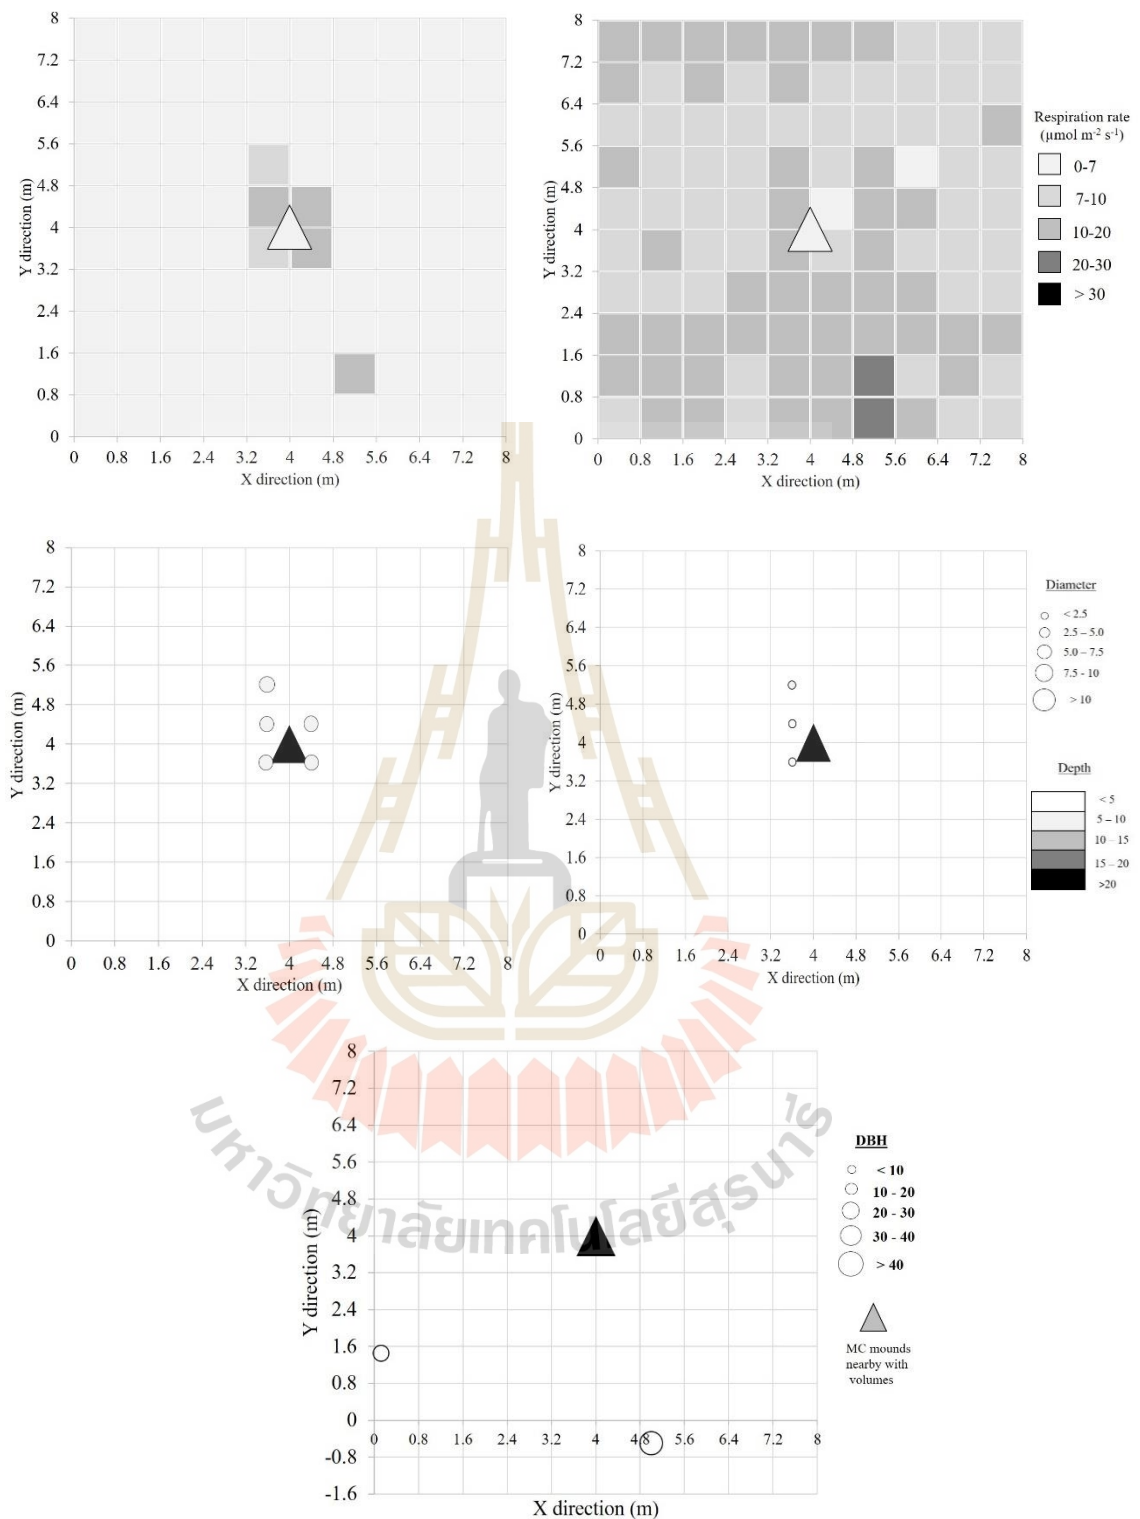 8
7.2
6.4
5.6
4.8
4
3.2
2.4
1.6
0.8
0
Y direction (m)
0 0.8 1.6 2.4 3.2 4 4.8 5.6 6.4 7.2 8
X direction (m)
8
7.2
6.4
5.6
4.8
4
3.2
2.4
1.6
0.8
0
Y direction (m)
0 0.8 1.6 2.4 3.2 4 4.8 5.6 6.4 7.2 8
X direction (m)
Respiration rate
(µmol m⁻² s⁻¹)
0-7
7-10
10-20
20-30
> 30
8
7.2
6.4
5.6
4.8
4
3.2
2.4
1.6
0.8
0
Y direction (m)
0 0.8 1.6 2.4 3.2 4 4.8 5.6 6.4 7.2 8
X direction (m)
8
7.2
6.4
5.6
4.8
4
3.2
2.4
1.6
0.8
0
Y direction (m)
0 0.8 1.6 2.4 3.2 4 4.8 5.6 6.4 7.2 8
X direction (m)
Diameter
< 2.5
2.5 – 5.0
5.0 – 7.5
7.5 - 10
> 10
Depth
< 5
5 – 10
10 – 15
15 – 20
>20
8
7.2
6.4
5.6
4.8
4
3.2
2.4
1.6
0.8
0
-0.8
-1.6
Y direction (m)
0 0.8 1.6 2.4 3.2 4 4.8 5.6 6.4 7.2 8
X direction (m)
DBH
< 10
10 - 20
20 - 30
30 - 40
> 40
MC mounds
nearby with
volumes
มหาวิทยาลัยเทคโนโลยีสุรนารี